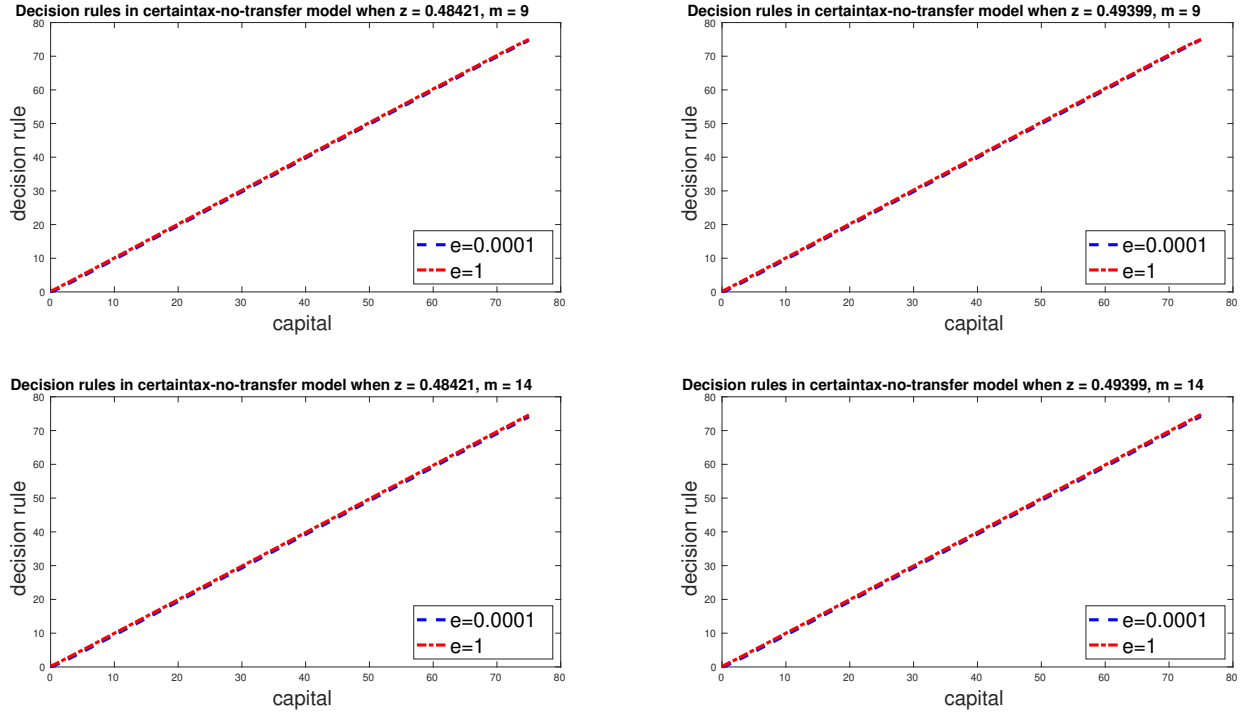 Decision rules in certaintax-no-transfer model when z = 0.48421, m = 9
80
70
60
50
40
30
20
10
0
decision rule
e=0.0001
e=1
0 10 20 30 40 50 60 70 80
capital
Decision rules in certaintax-no-transfer model when z = 0.49399, m = 9
80
70
60
50
40
30
20
10
0
decision rule
e=0.0001
e=1
0 10 20 30 40 50 60 70 80
capital
Decision rules in certaintax-no-transfer model when z = 0.48421, m = 14
80
70
60
50
40
30
20
10
0
decision rule
e=0.0001
e=1
0 10 20 30 40 50 60 70 80
capital
Decision rules in certaintax-no-transfer model when z = 0.49399, m = 14
80
70
60
50
40
30
20
10
0
decision rule
e=0.0001
e=1
0 10 20 30 40 50 60 70 80
capital